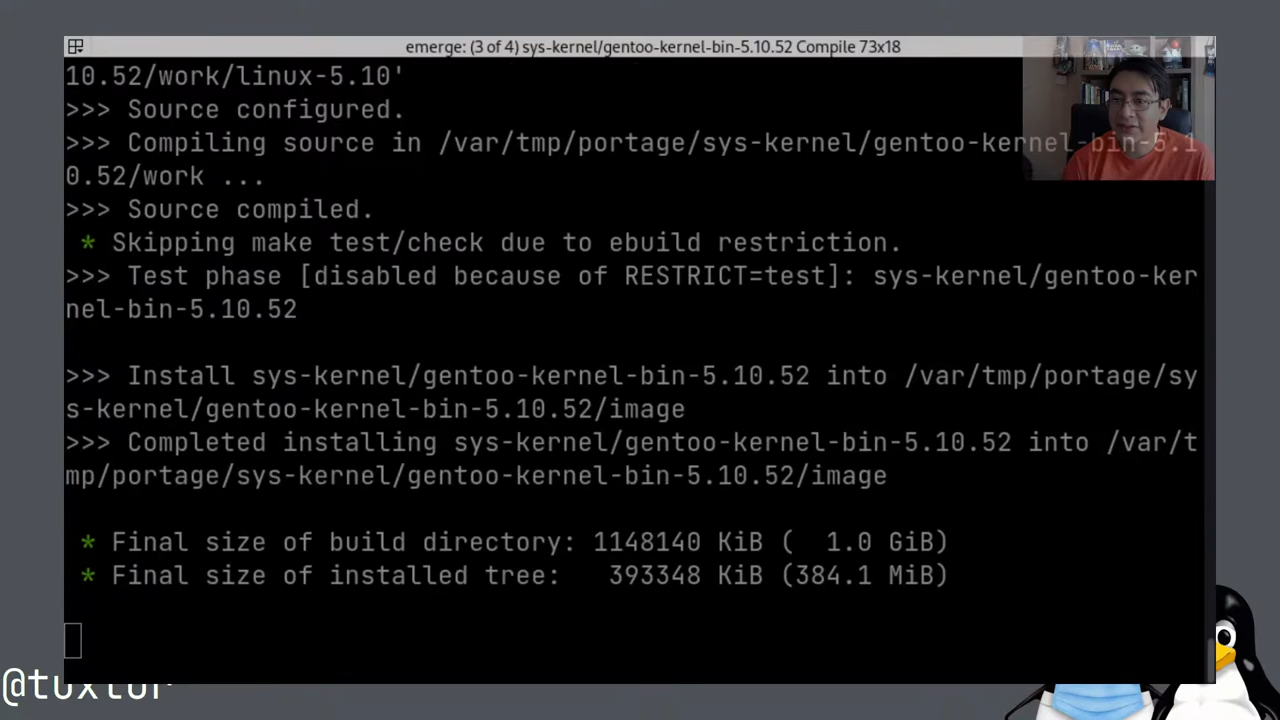 emerge: (3 of 4) sys-kernel/gentoo-kernel-bin-5.10.52 Compile 73x18
10.52/work/linux-5.10'
>>> Source configured.
>>> Compiling source in /var/tmp/portage/sys-kernel/gentoo-kernel-bin-5.1
0.52/work ...
>>> Source compiled.
* Skipping make test/check due to ebuild restriction.
>>> Test phase [disabled because of RESTRICT=test]: sys-kernel/gentoo-ker
nel-bin-5.10.52
>>> Install sys-kernel/gentoo-kernel-bin-5.10.52 into /var/tmp/portage/sy
s-kernel/gentoo-kernel-bin-5.10.52/image
>>> Completed installing sys-kernel/gentoo-kernel-bin-5.10.52 into /var/t
mp/portage/sys-kernel/gentoo-kernel-bin-5.10.52/image
* Final size of build directory: 1148140 KiB (  1.0 GiB)
* Final size of installed tree:   393348 KiB (384.1 MiB)